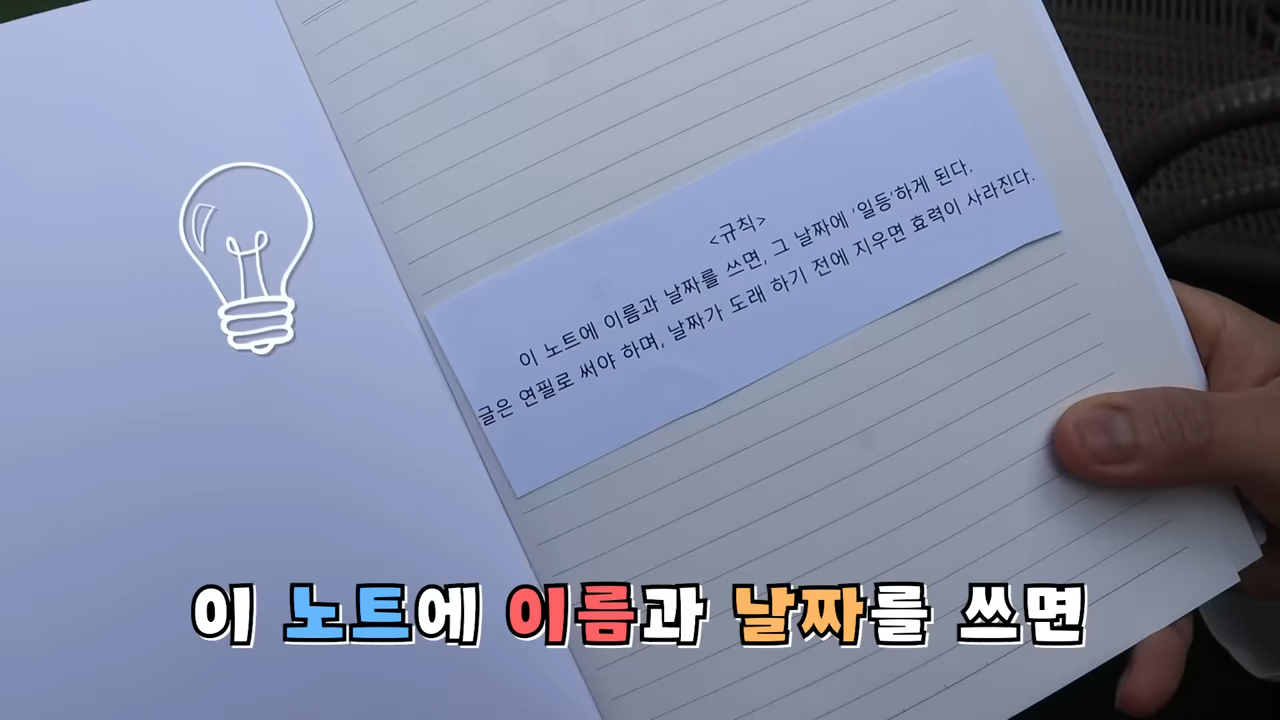 <규칙>
이 노트에 이름과 날짜를 쓰면, 그 날짜에 '일등'하게 된다.
글은 연필로 써야 하며, 날짜가 도래 하기 전에 지우면 효력이 사라진다.
이 노트에 이름과 날짜를 쓰면